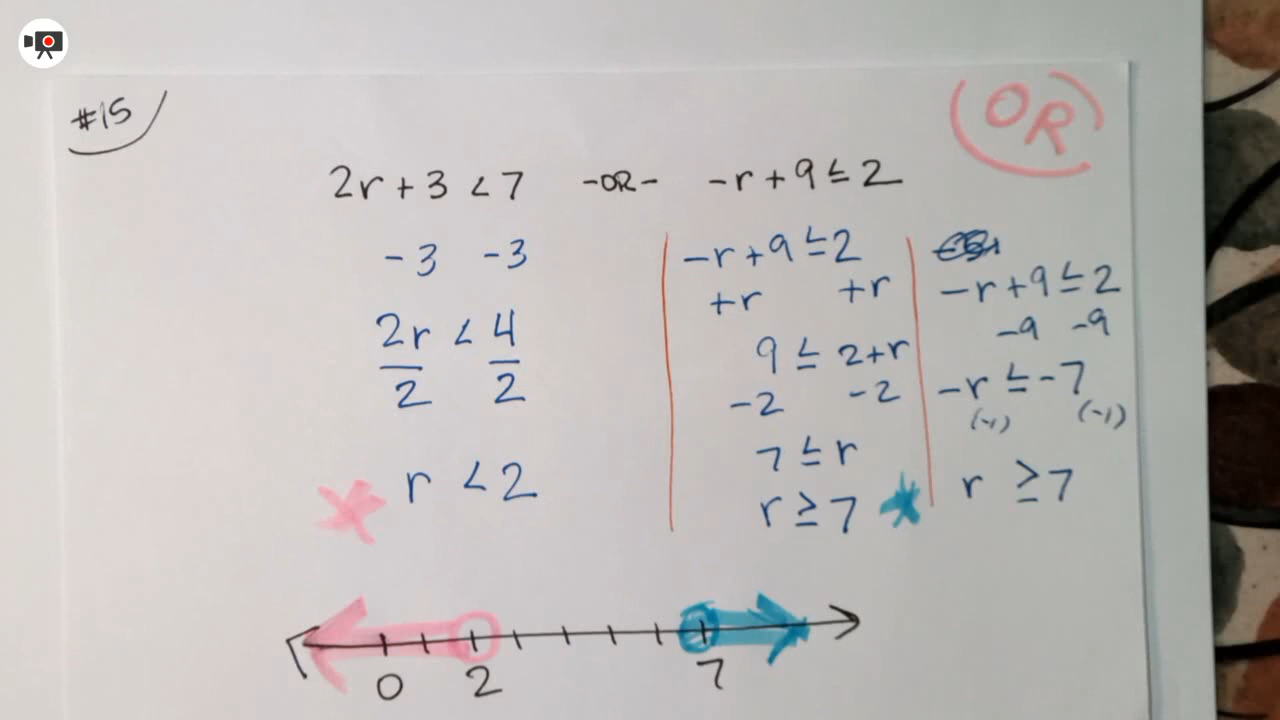 #15
OR
2r + 3 < 7 -OR- -r + 9 ≤ 2
-3 -3
2r < 4
2 2
r < 2
-r + 9 ≤ 2
+r +r
9 ≤ 2+r
-2 -2
7 ≤ r
r ≥ 7
-r + 9 ≤ 2
-9 -9
-r ≤ -7
(-1) (-1)
r ≥ 7
0 2 7